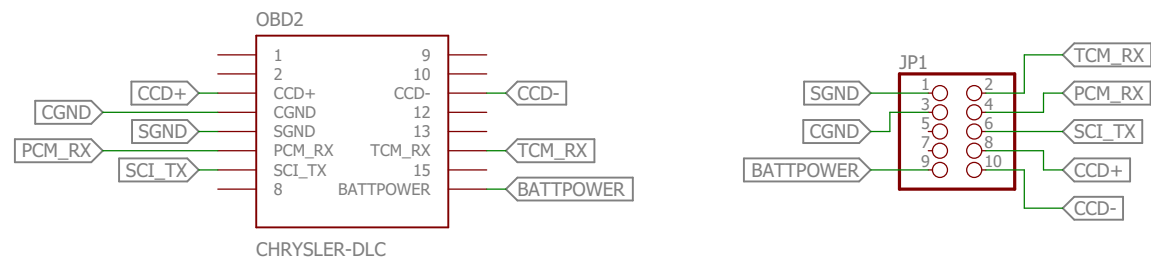 OBD2
1 9
2 10
CCD+ CCD+ CCD- CCD-
CGND CGND 12
SGND SGND 13
PCM_RX PCM_RX TCM_RX TCM_RX
SCI_TX SCI_TX 15
8 BATTPOWER BATTPOWER
CHRYSLER-DLC
JP1
TCM_RX
SGND 1 2
PCM_RX
3 4
CGND 5 6 SCI_TX
7 8
BATTPOWER 9 10 CCD+
CCD-